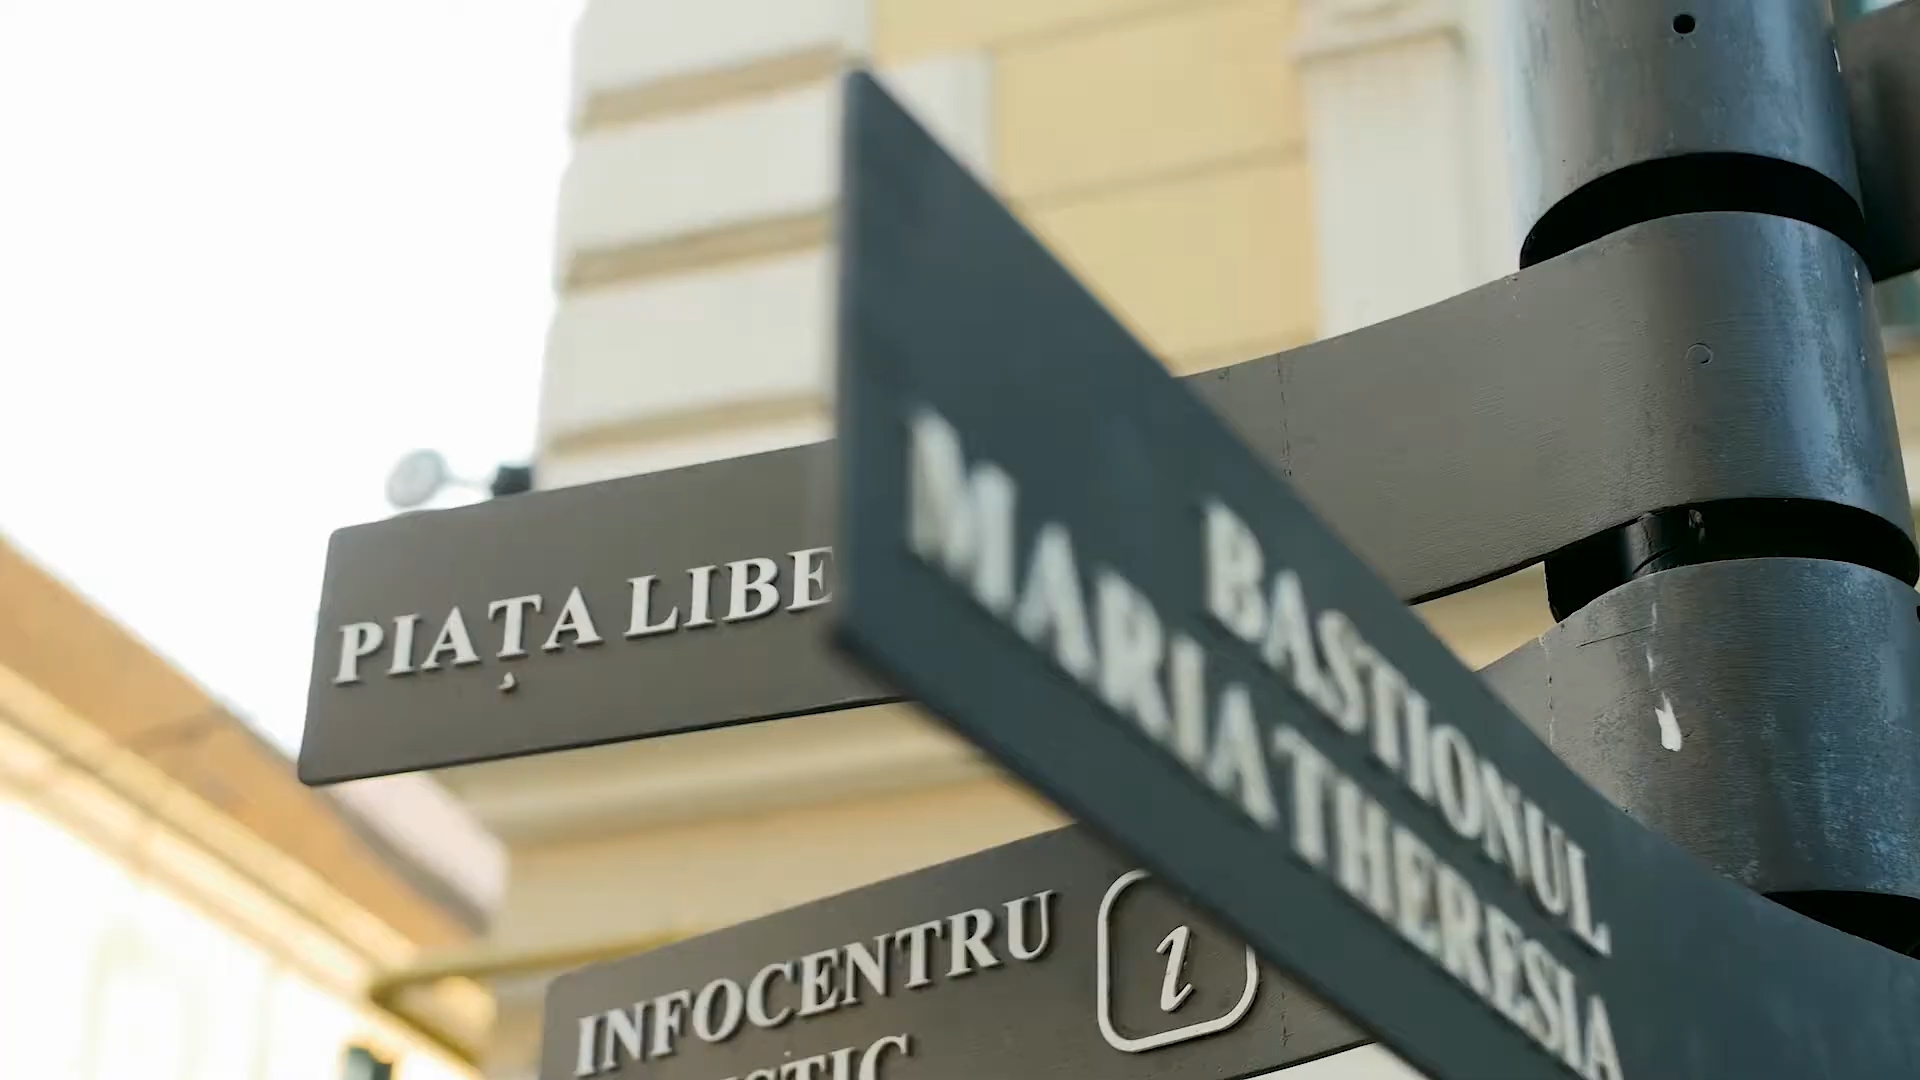 PIAȚA LIBE
BASTIONUL
MARIA THERESIA
INFOCENTRU
i